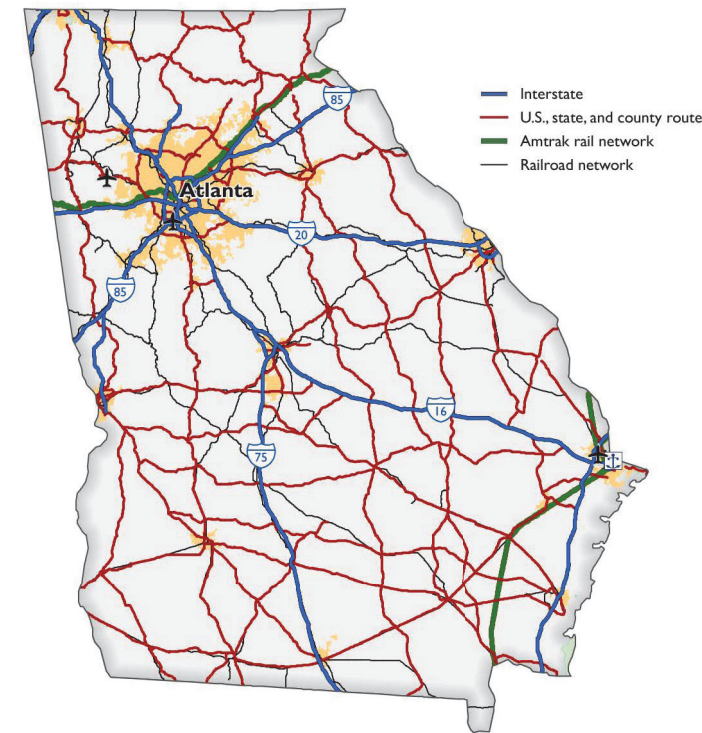 85
Interstate
U.S., state, and county route
Amtrak rail network
Railroad network
Atlanta
20
85
16
75